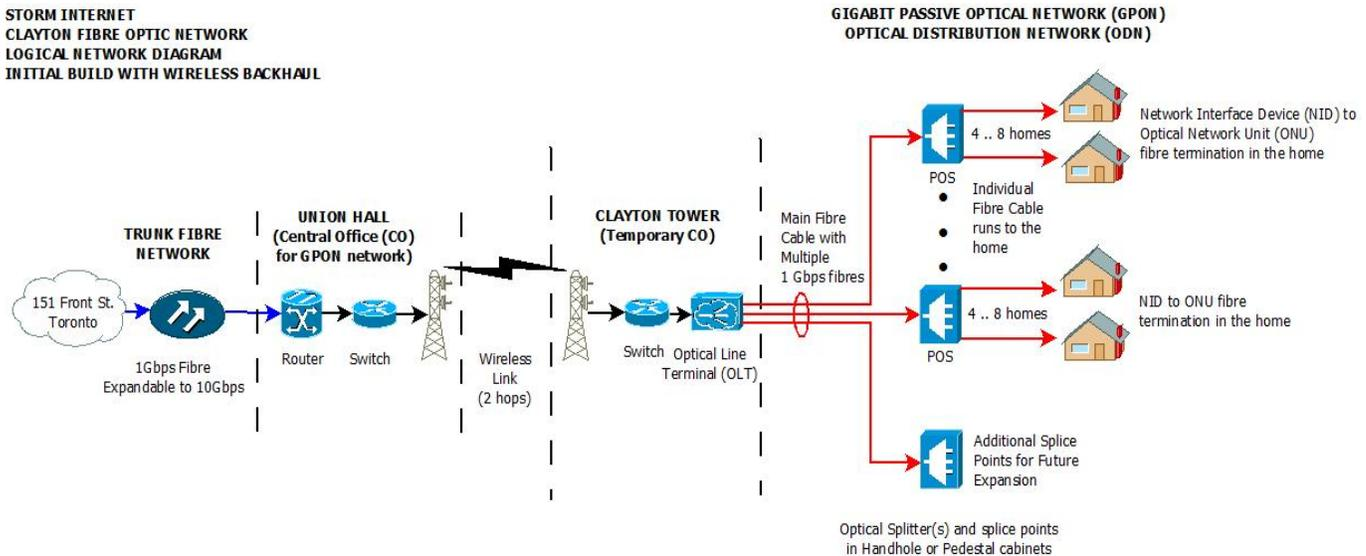 STORM INTERNET
CLAYTON FIBRE OPTIC NETWORK
LOGICAL NETWORK DIAGRAM
INITIAL BUILD WITH WIRELESS BACKHAUL
GIGABIT PASSIVE OPTICAL NETWORK (GPON)
OPTICAL DISTRIBUTION NETWORK (ODN)
TRUNK FIBRE
NETWORK
151 Front St.
Toronto
1Gbps Fibre
Expandable to 10Gbps
UNION HALL
(Central Office (CO)
for GPON network)
Router
Switch
Wireless
Link
(2 hops)
CLAYTON TOWER
(Temporary CO)
Switch
Optical Line
Terminal (OLT)
Main Fibre
Cable with
Multiple
1 Gbps fibres
POS
4 .. 8 homes
Network Interface Device (NID) to
Optical Network Unit (ONU)
fibre termination in the home
Individual
Fibre Cable
runs to the
home
POS
4 .. 8 homes
NID to ONU fibre
termination in the home
Additional Splice
Points for Future
Expansion
Optical Splitter(s) and splice points
in Handhole or Pedestal cabinets